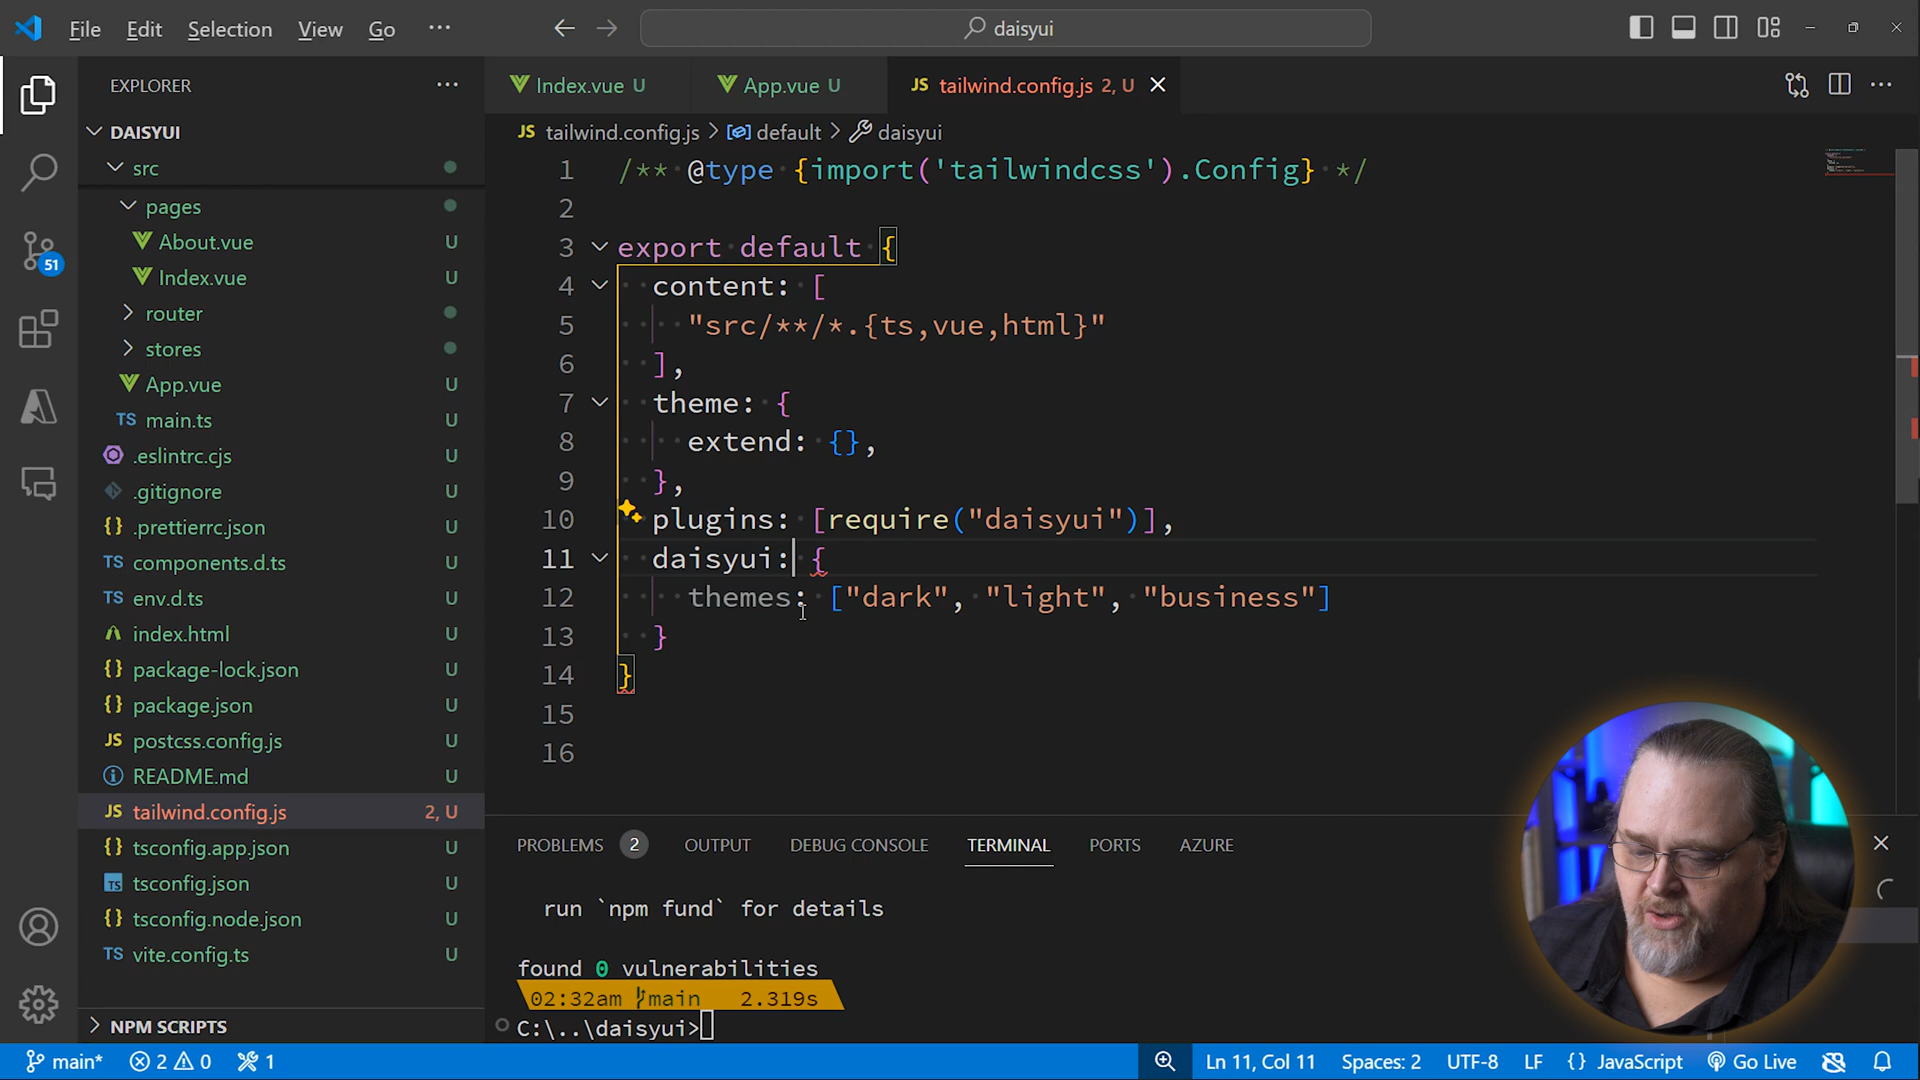 File Edit Selection View Go ··· daisyui
EXPLORER ···
DAISYUI
src
pages
About.vue U
Index.vue U
router
stores
App.vue U
TS main.ts U
.eslintrc.cjs U
.gitignore U
{} .prettierrc.json U
TS components.d.ts U
TS env.d.ts U
index.html U
{} package-lock.json U
{} package.json U
JS postcss.config.js U
README.md U
JS tailwind.config.js 2, U
{} tsconfig.app.json U
TS tsconfig.json U
{} tsconfig.node.json U
TS vite.config.ts U
NPM SCRIPTS
51
Index.vue U App.vue U JS tailwind.config.js 2, U
JS tailwind.config.js > default > daisyui
1 /** @type {import('tailwindcss').Config} */
2
3 export default {
4 content: [
5 "src/**/*.{ts,vue,html}"
6 ],
7 theme: {
8 extend: {},
9 },
10 plugins: [require("daisyui")],
11 daisyui: {
12 themes: ["dark", "light", "business"]
13 }
14 }
15
16
PROBLEMS 2 OUTPUT DEBUG CONSOLE TERMINAL PORTS AZURE
run `npm fund` for details
found 0 vulnerabilities
02:32am main 2.319s
C:\..\daisyui>
main* 2 0 1 Ln 11, Col 11 Spaces: 2 UTF-8 LF {} JavaScript Go Live